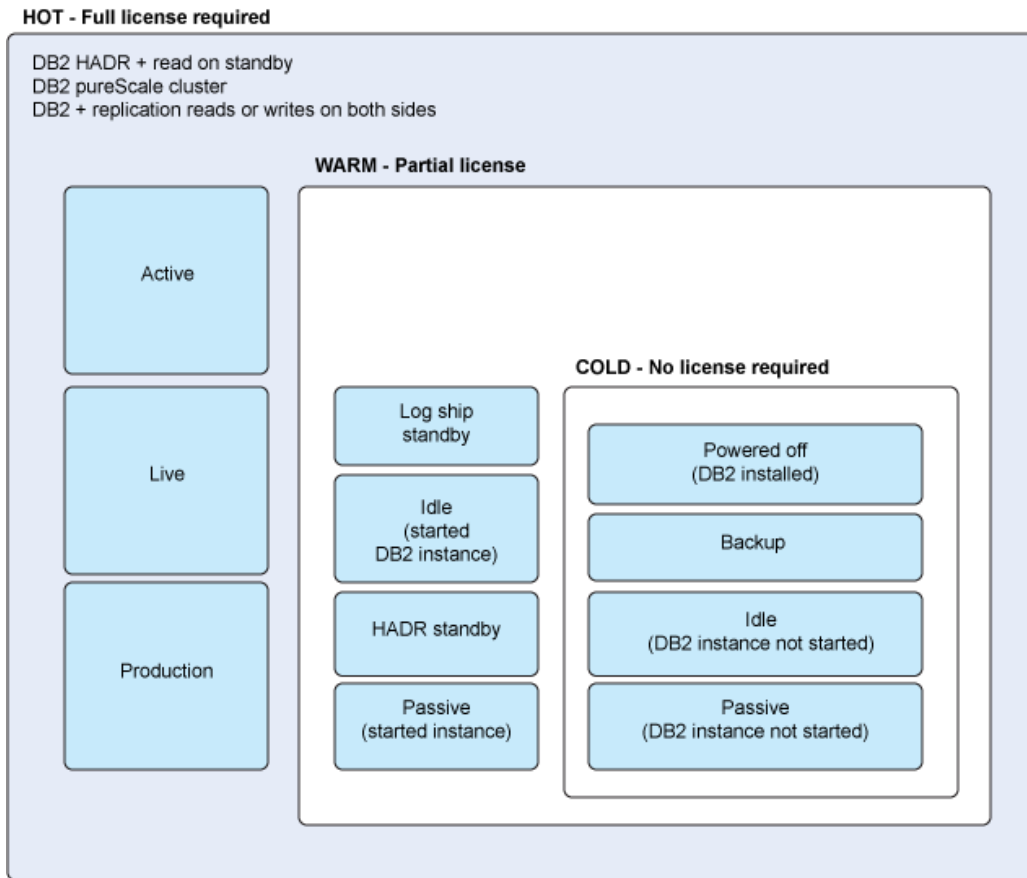 HOT - Full license required
DB2 HADR + read on standby
DB2 pureScale cluster
DB2 + replication reads or writes on both sides
WARM - Partial license
Active
COLD - No license required
Live
Log ship
standby
Idle
(started
DB2 instance)
HADR standby
Passive
(started instance)
Powered off
(DB2 installed)
Backup
Idle
(DB2 instance not started)
Passive
(DB2 instance not started)
Production